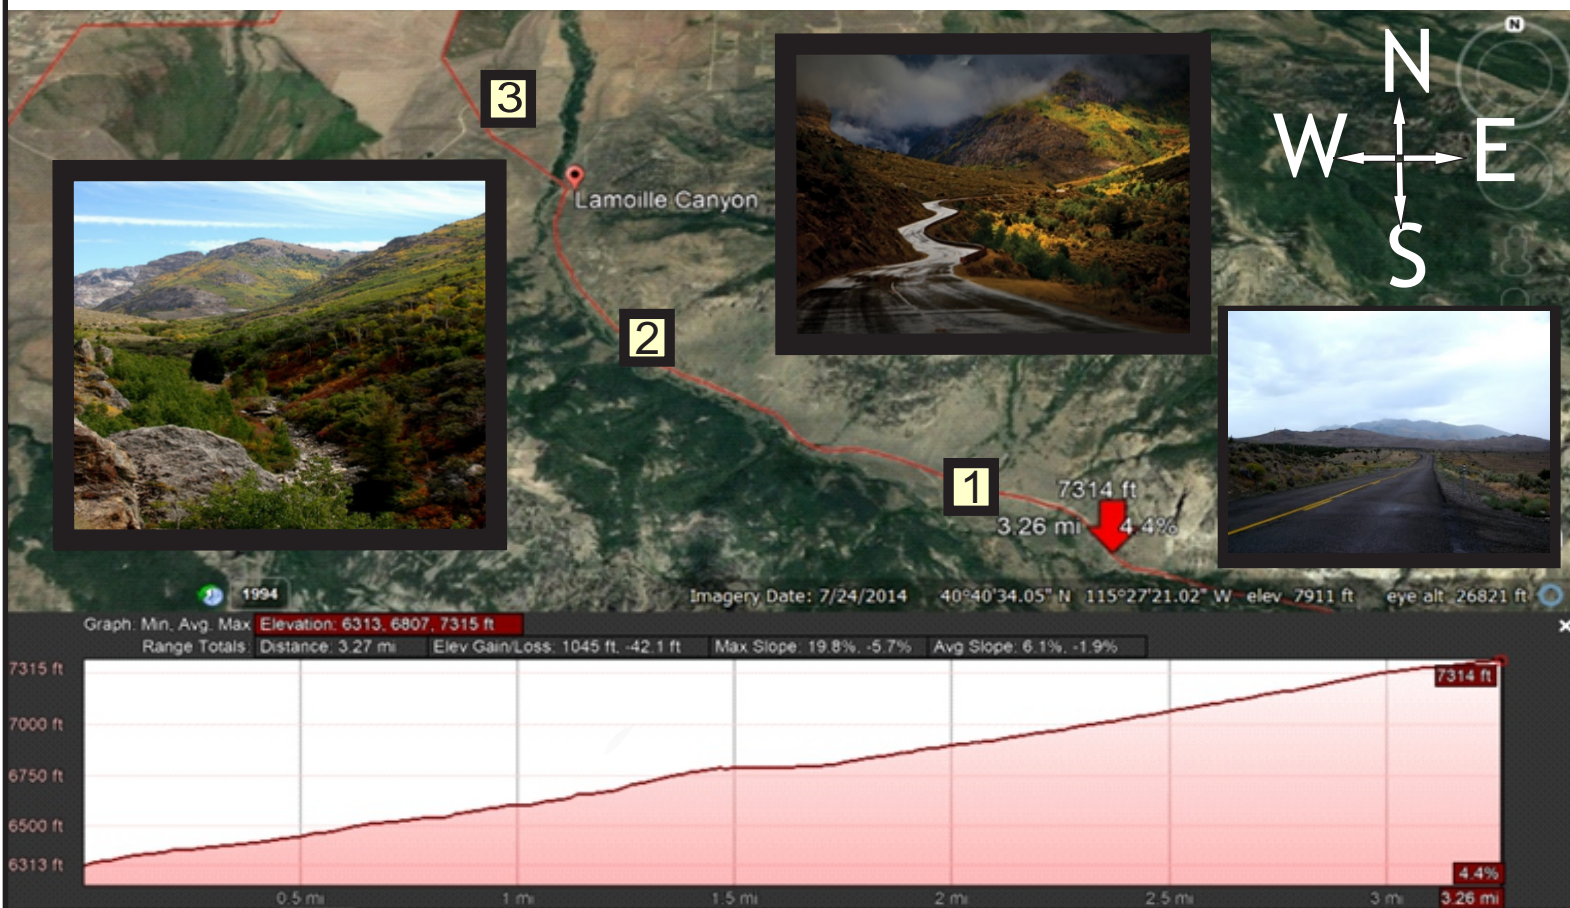 N
N
W E
S
3
Lamoille Canyon
2
1
7314 ft
3.26 mi 4.4%
1994
Imagery Date: 7/24/2014 40°40'34.05" N 115°27'21.02" W elev 7911 ft eye alt 26821 ft
Graph: Min, Avg, Max Elevation: 6313, 6807, 7315 ft
Range Totals: Distance: 3.27 mi Elev Gain/Loss: 1045 ft, -42.1 ft Max Slope: 19.8%, -5.7% Avg Slope: 6.1%, -1.9%
7315 ft
7314 ft
7000 ft
6750 ft
6500 ft
6313 ft
4.4%
0.5 mi 1 mi 1.5 mi 2 mi 2.5 mi 3 mi 3.26 mi